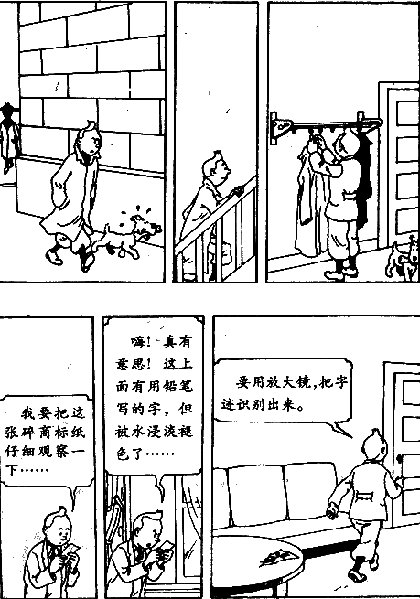 我要把这
张碎商标纸
仔细观察一
下……
嗨！真有
意思！这上
面有用铅笔
写的字，但
被水浸淡褪
色了……
要用放大镜，把字
迹识别出来。